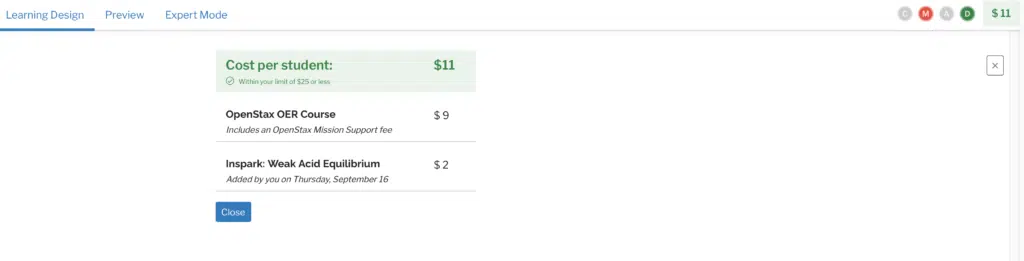 Learning Design Preview Expert Mode C M A D $ 11
Cost per student: $11
Within your limit of $25 or less
OpenStax OER Course $ 9
Includes an OpenStax Mission Support fee
Inspark: Weak Acid Equilibrium $ 2
Added by you on Thursday, September 16
Close